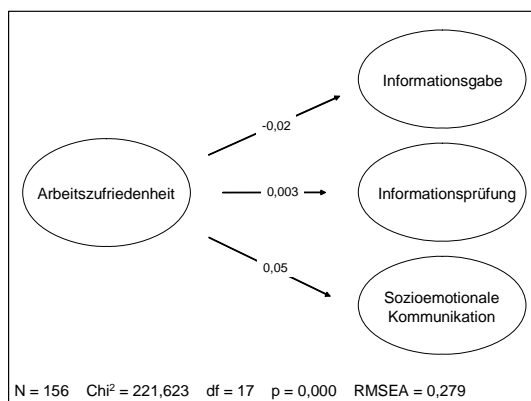 Informationsgabe
-0,02
Arbeitszufriedenheit
0,003
Informationsprüfung
0,05
Sozioemotionale
Kommunikation
N = 156 Chi² = 221,623 df = 17 p = 0,000 RMSEA = 0,279